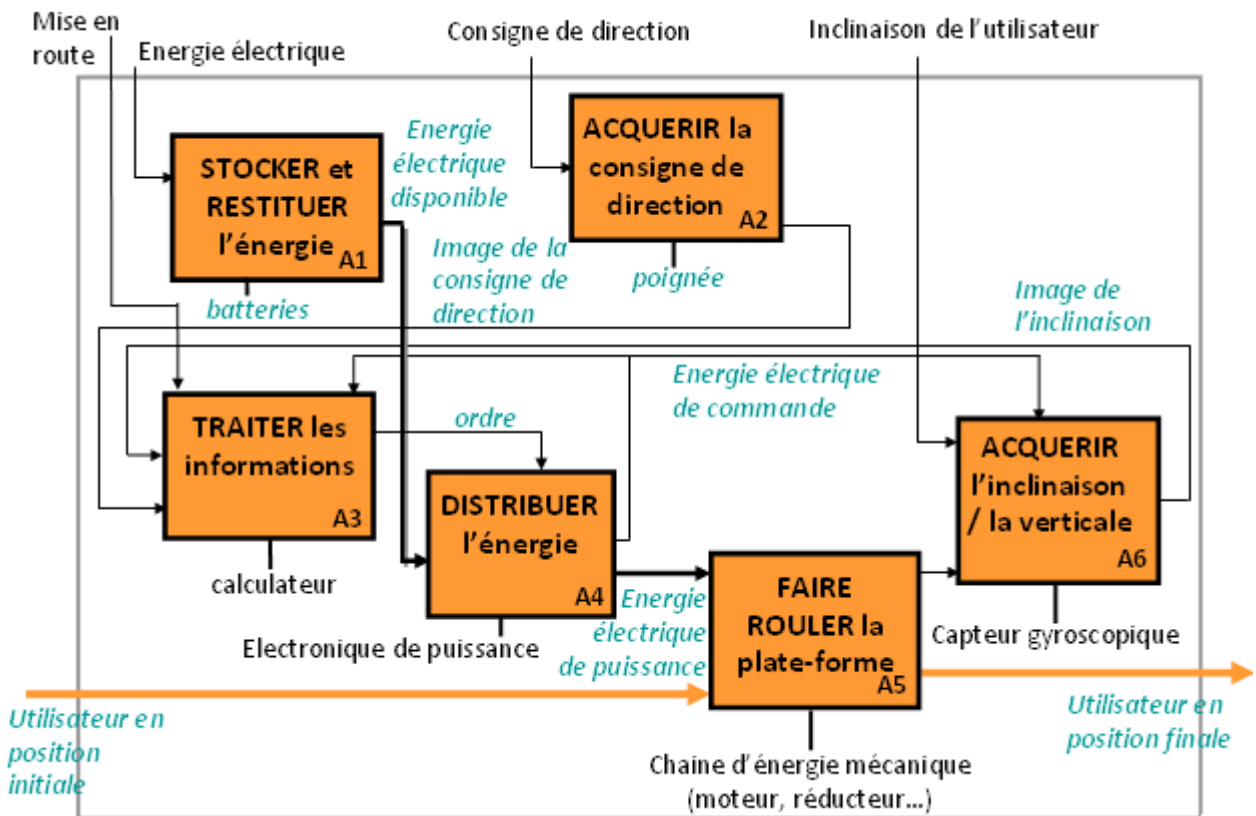 Mise en
route
Energie électrique
Consigne de direction
Inclinaison de l'utilisateur
STOCKER et
RESTITUER
l'énergie
A1
batteries
Energie
électrique
disponible
ACQUERIR la
consigne de
direction
A2
poignée
Image de la
consigne de
direction
Image de
l'inclinaison
Energie électrique
de commande
TRAITER les
informations
A3
calculateur
ordre
DISTRIBUER
l'énergie
A4
Electronique de puissance
Energie
électrique
de puissance
FAIRE
ROULER la
plate-forme
A5
Chaine d'énergie mécanique
(moteur, réducteur...)
ACQUERIR
l'inclinaison
/ la verticale
A6
Capteur gyroscopique
Utilisateur en
position
initiale
Utilisateur en
position finale